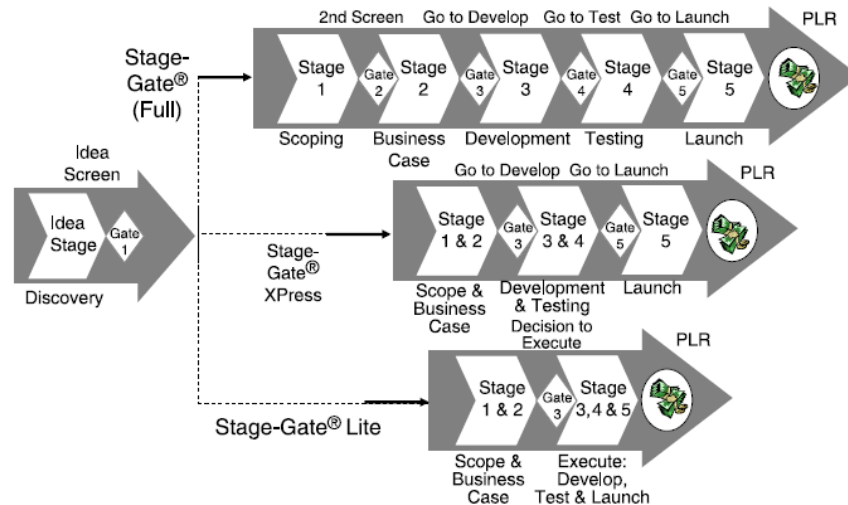 2nd Screen Go to Develop Go to Test Go to Launch PLR
Stage-
Gate®
(Full)
Stage
1
Gate
2
Stage
2
Gate
3
Stage
3
Gate
4
Stage
4
Gate
5
Stage
5
Scoping
Business
Case
Development
Testing
Launch
Idea
Screen
Idea
Stage
Gate
1
Discovery
Stage-
Gate®
XPress
Go to Develop Go to Launch PLR
Stage
1 & 2
Gate
3
Stage
3 & 4
Gate
5
Stage
5
Scope &
Business
Case
Development
& Testing
Launch
Stage-Gate® Lite
Decision to
Execute
PLR
Stage
1 & 2
Gate
3
Stage
3,4 & 5
Scope &
Business
Case
Execute:
Develop,
Test & Launch